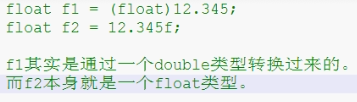 float f1 = (float)12.345;
float f2 = 12.345f;
f1其实是通过一个double类型转换过来的。
而f2本身就是一个float类型。